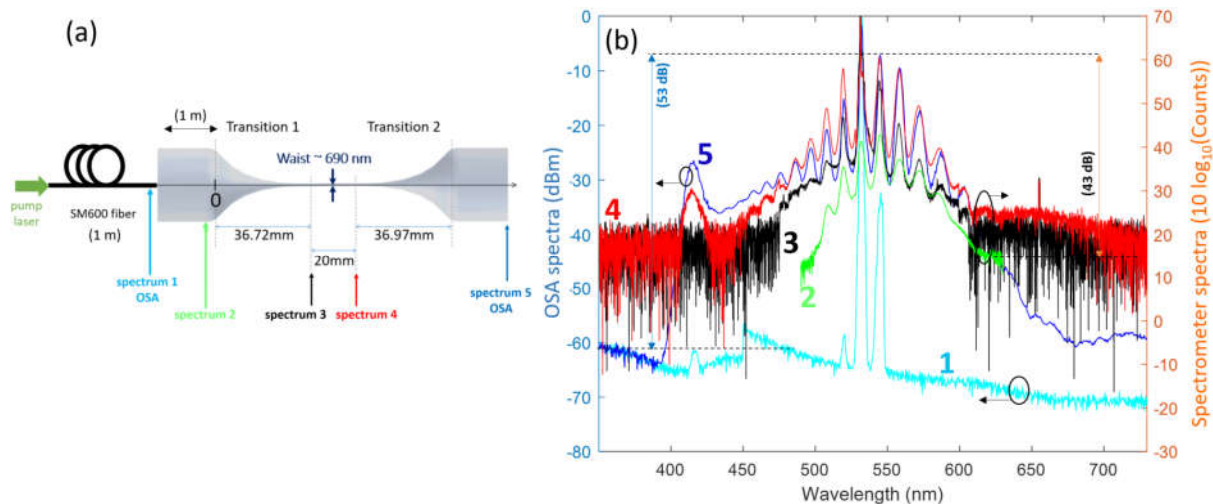 (a)
(1 m)
Transition 1
Transition 2
Waist ~ 690 nm
0
pump
laser
SM600 fiber
(1 m)
36.72mm
36.97mm
20mm
spectrum 1
OSA
spectrum 2
spectrum 3
spectrum 4
spectrum 5
OSA
(b)
OSA spectra (dBm)
0
-10
-20
-30
-40
-50
-60
-70
-80
(53 dB)
5
4
3
2
1
(43 dB)
400
450
500
550
600
650
700
Wavelength (nm)
70
60
50
40
30
20
10
0
-10
-20
-30
Spectrometer spectra (10 log10(Counts))